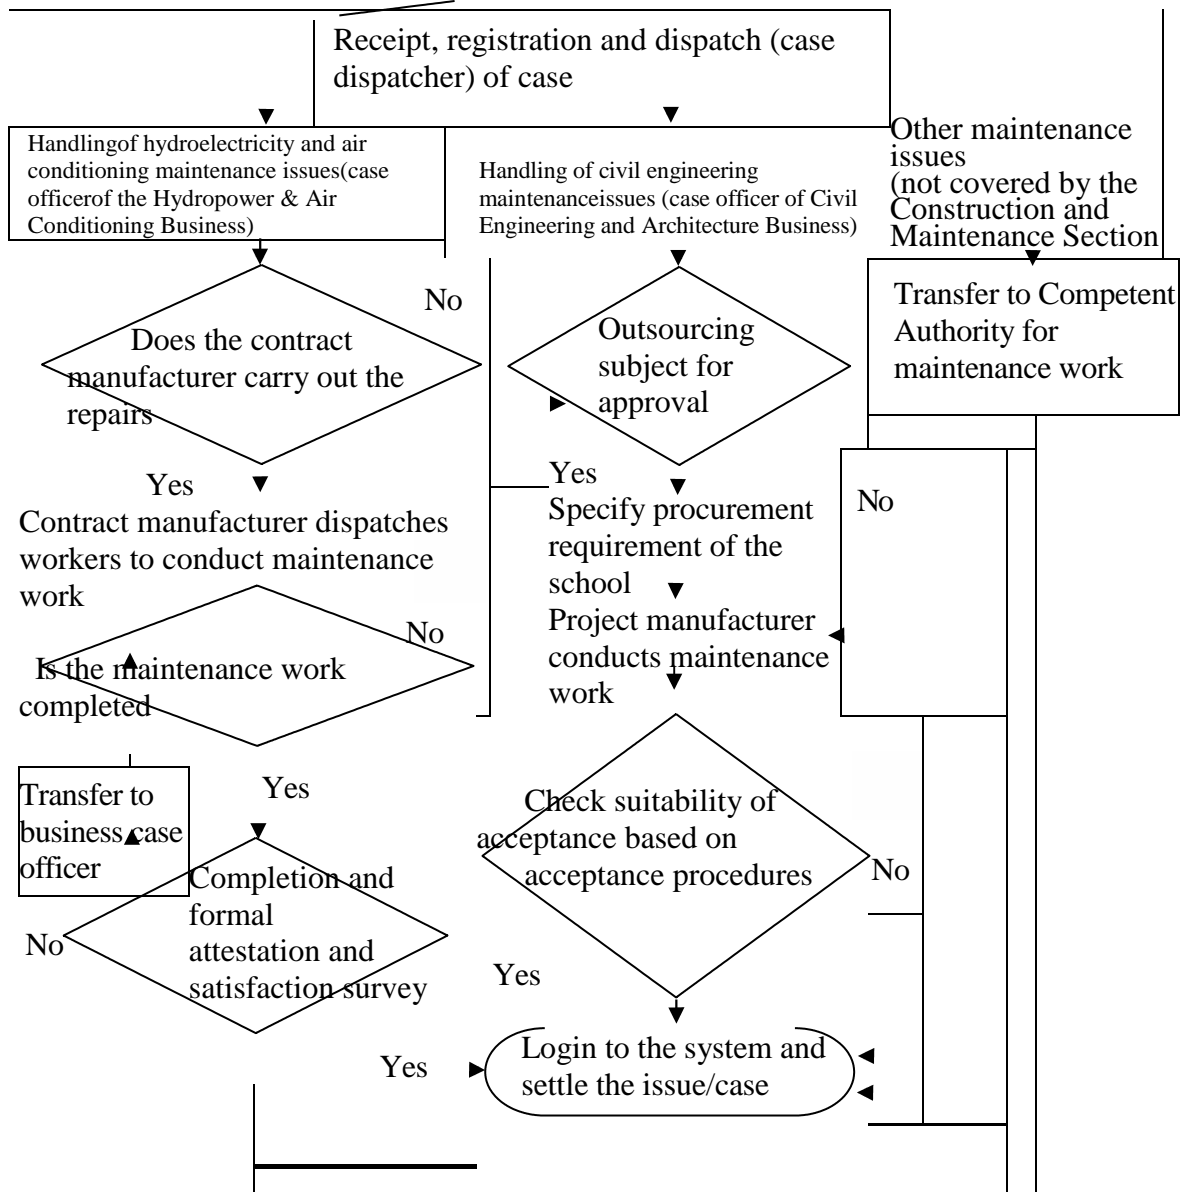 Receipt, registration and dispatch (case
dispatcher) of case
Handlingof hydroelectricity and air
conditioning maintenance issues(case
officerof the Hydropower & Air
Conditioning Business)
Handling of civil engineering
maintenanceissues (case officer of Civil
Engineering and Architecture Business)
Other maintenance
issues
(not covered by the
Construction and
Maintenance Section
No
Does the contract
manufacturer carry out the
repairs
Outsourcing
subject for
approval
Transfer to Competent
Authority for
maintenance work
Yes
Contract manufacturer dispatches
workers to conduct maintenance
work
Yes
Specify procurement
requirement of the
school
No
Project manufacturer
conducts maintenance
work
No
Is the maintenance work
completed
Transfer to
business case
officer
Yes
Check suitability of
acceptance based on
acceptance procedures
No
Completion and
formal
attestation and
satisfaction survey
No
Yes
Yes
Login to the system and
settle the issue/case